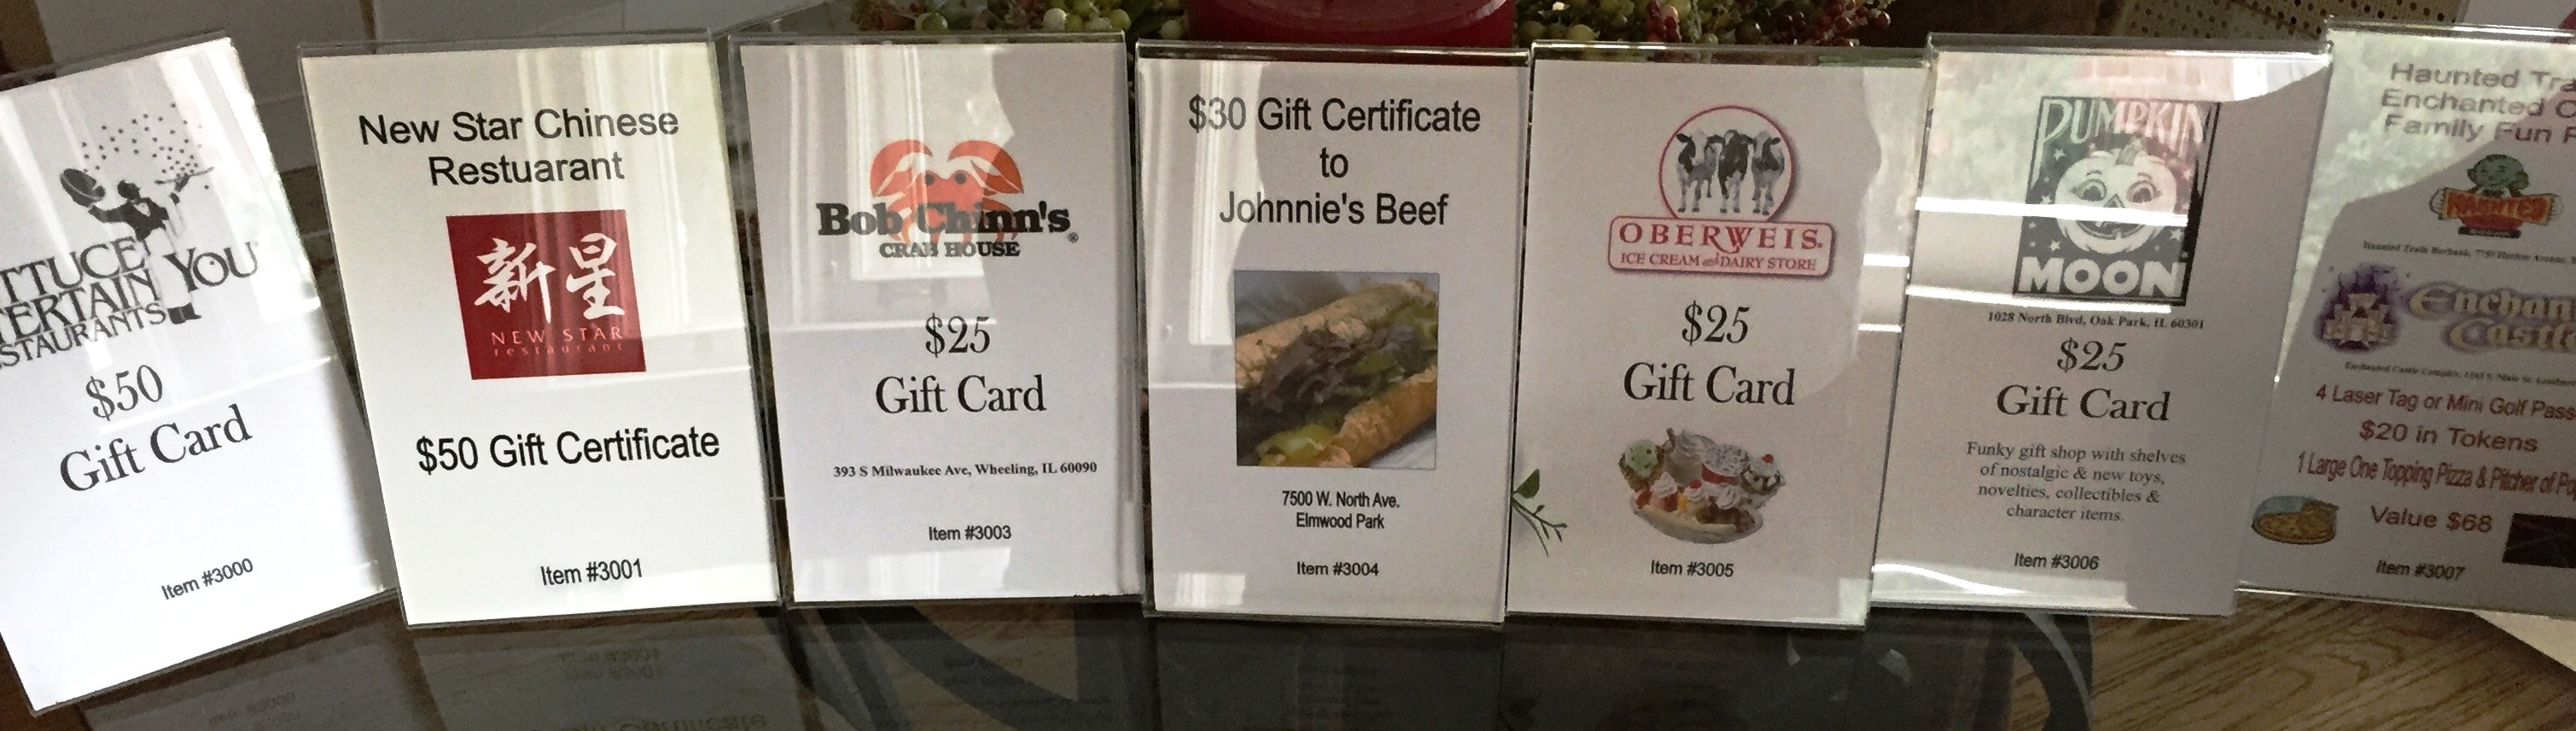 TTUCE
TERTAIN YOU
STAURANTS
$50
Gift Card
Item #3000
New Star Chinese
Restuarant
新星
NEW STAR
restaurant
$50 Gift Certificate
Item #3001
Bob Chinn's®
CRAB HOUSE
$25
Gift Card
393 S Milwaukee Ave, Wheeling, IL 60090
Item #3003
$30 Gift Certificate
to
Johnnie's Beef
7500 W. North Ave.
Elmwood Park
Item #3004
OBERWEIS.
ICE CREAM and DAIRY STORE
$25
Gift Card
Item #3005
PUMPKIN
MOON
1028 North Blvd, Oak Park, IL 60301
$25
Gift Card
Funky gift shop with shelves
of nostalgic & new toys,
novelties, collectibles &
character items.
Item #3006
Haunted Tra
Enchanted C
Family Fun P
HAUNTED
Enchan
Castle
4 Laser Tag or Mini Golf Pass
$20 in Tokens
1 Large One Topping Pizza & Pitcher of Po
Value $68
Item #3007